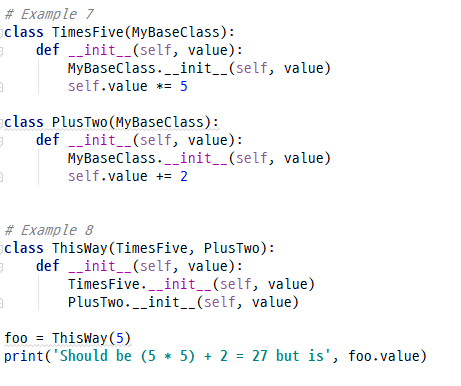 # Example 7
class TimesFive(MyBaseClass):
    def __init__(self, value):
        MyBaseClass.__init__(self, value)
        self.value *= 5

class PlusTwo(MyBaseClass):
    def __init__(self, value):
        MyBaseClass.__init__(self, value)
        self.value += 2


# Example 8
class ThisWay(TimesFive, PlusTwo):
    def __init__(self, value):
        TimesFive.__init__(self, value)
        PlusTwo.__init__(self, value)

foo = ThisWay(5)
print('Should be (5 * 5) + 2 = 27 but is', foo.value)